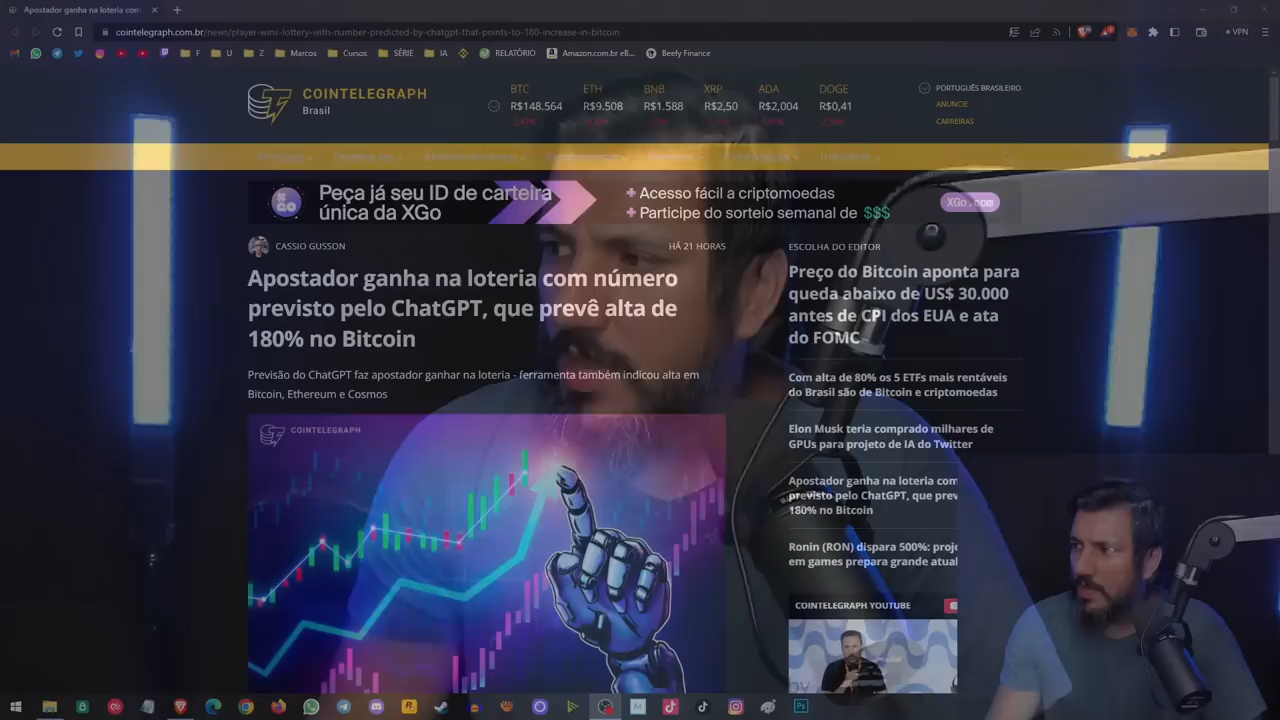 Apostador ganha na loteria com
cointelegraph.com.br/news/player-wins-lottery-with-number-predicted-by-chatgpt-that-points-to-180-increase-in-bitcoin
VPN
F
U
Z
Marcos
Cursos
SÉRIE
IA
RELATÓRIO
Amazon.com.br eB...
Beefy Finance
COINTELEGRAPH
Brasil
BTC ETH BNB XRP ADA DOGE
R$148.564 R$9.508 R$1.588 R$2,50 R$2,004 R$0,41
PORTUGUÊS BRASILEIRO
ANUNCIE
CARREIRAS
Peça já seu ID de carteira
única da XGo
XGO
+ Acesso fácil a criptomoedas
+ Participe do sorteio semanal de $$$
XGo.com
CASSIO GUSSON
HÁ 21 HORAS
Apostador ganha na loteria com número
previsto pelo ChatGPT, que prevê alta de
180% no Bitcoin
Previsão do ChatGPT faz apostador ganhar na loteria - ferramenta também indicou alta em
Bitcoin, Ethereum e Cosmos
COINTELEGRAPH
ESCOLHA DO EDITOR
Preço do Bitcoin aponta para
queda abaixo de US$ 30.000
antes de CPI dos EUA e ata
do FOMC
Com alta de 80% os 5 ETFs mais rentáveis
do Brasil são de Bitcoin e criptomoedas
Elon Musk teria comprado milhares de
GPUs para projeto de IA do Twitter
Apostador ganha na loteria com
previsto pelo ChatGPT, que prev
180% no Bitcoin
Ronin (RON) dispara 500%: proje
em games prepara grande atual
COINTELEGRAPH YOUTUBE